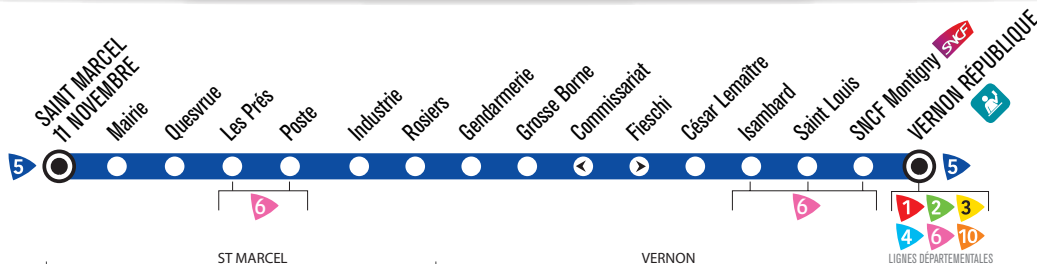 SAINT MARCEL
11 NOVEMBRE
Mairie
Quesvrue
Les Prés
Poste
Industrie
Rosiers
Gendarmerie
Grosse Borne
Commissariat
Fieschi
César Lemaître
Isambard
Saint Louis
SNCF Montigny SNCF
VERNON RÉPUBLIQUE
5
5
6
6
1 2 3
4 6 10
LIGNES DÉPARTEMENTALES
ST MARCEL
VERNON